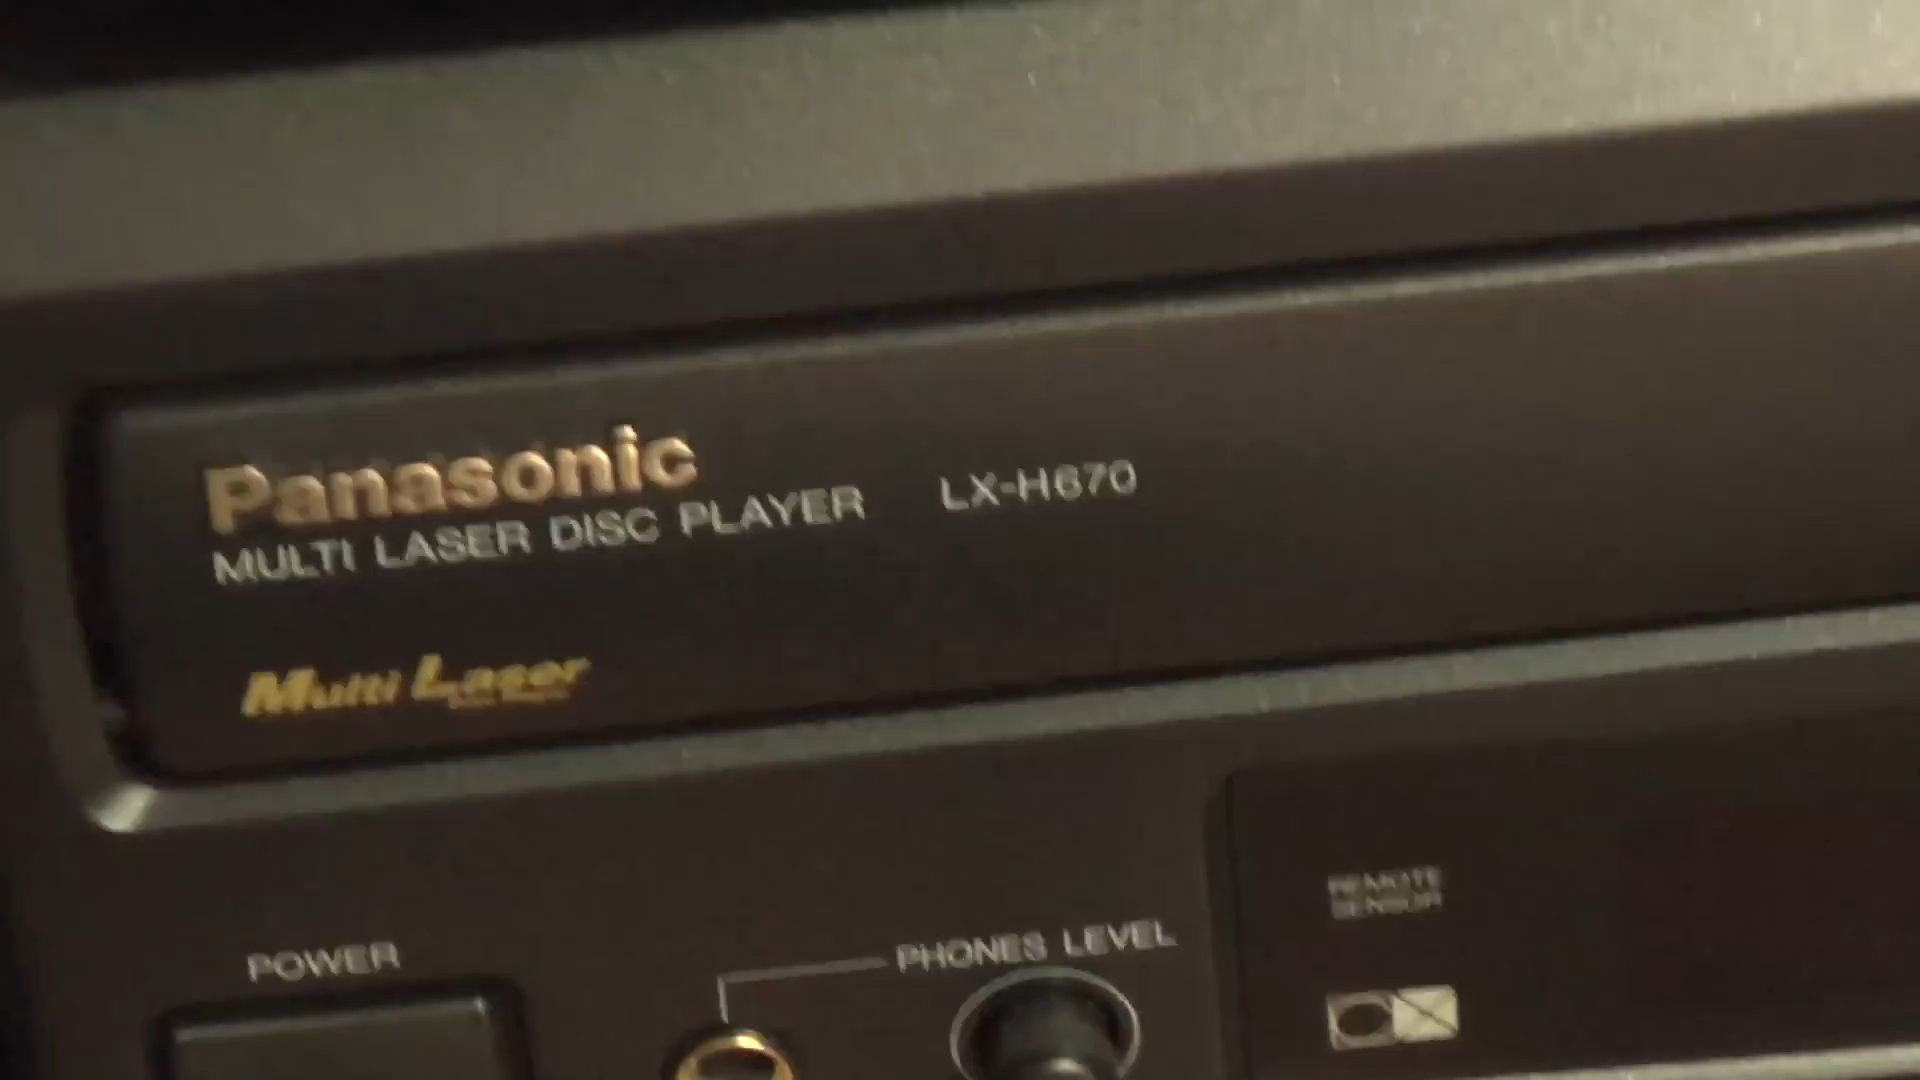 Panasonic
MULTI LASER DISC PLAYER LX-H670
Multi Laser
POWER
PHONES LEVEL
REMOTE
SENSOR